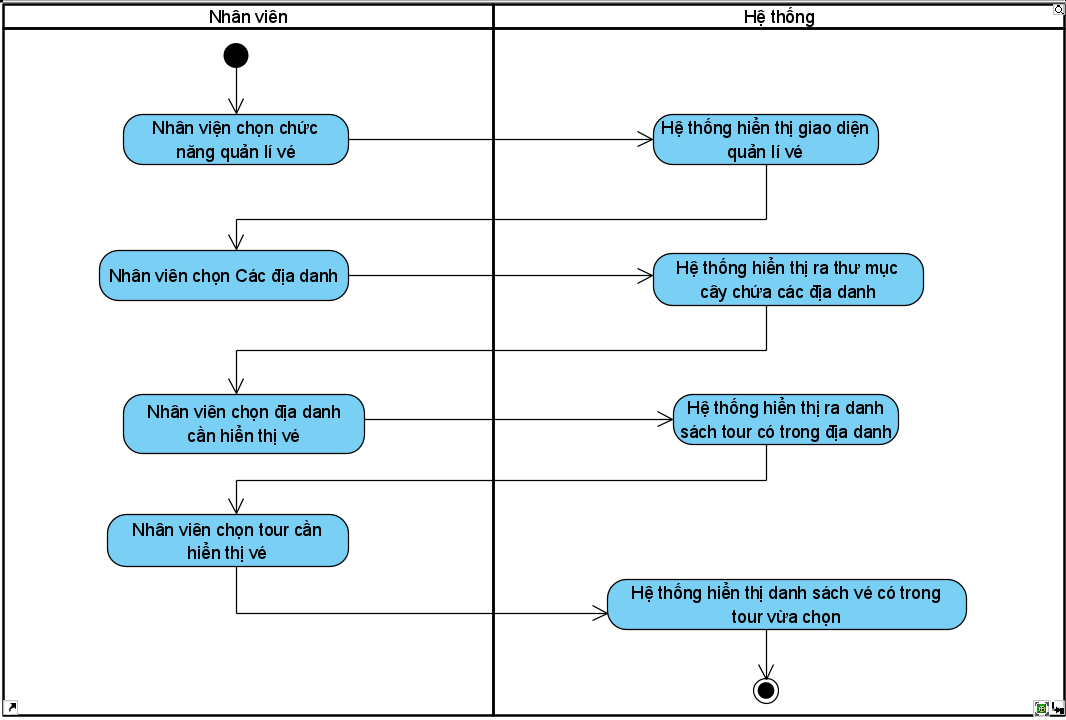 Nhân viên
Hệ thống
Nhân viện chọn chức
năng quản lí vé
Hệ thống hiển thị giao diện
quản lí vé
Nhân viên chọn Các địa danh
Hệ thống hiển thị ra thư mục
cây chứa các địa danh
Nhân viên chọn địa danh
cần hiển thị vé
Hệ thống hiển thị ra danh
sách tour có trong địa danh
Nhân viên chọn tour cần
hiển thị vé
Hệ thống hiển thị danh sách vé có trong
tour vừa chọn